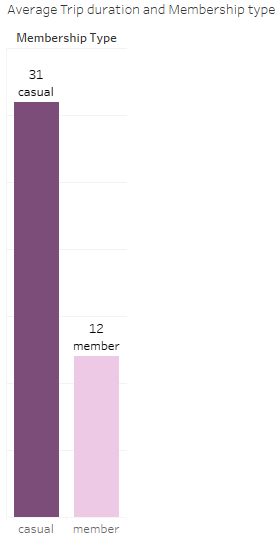 Average Trip duration and Membership type
Membership Type
31
casual
12
member
casual
member